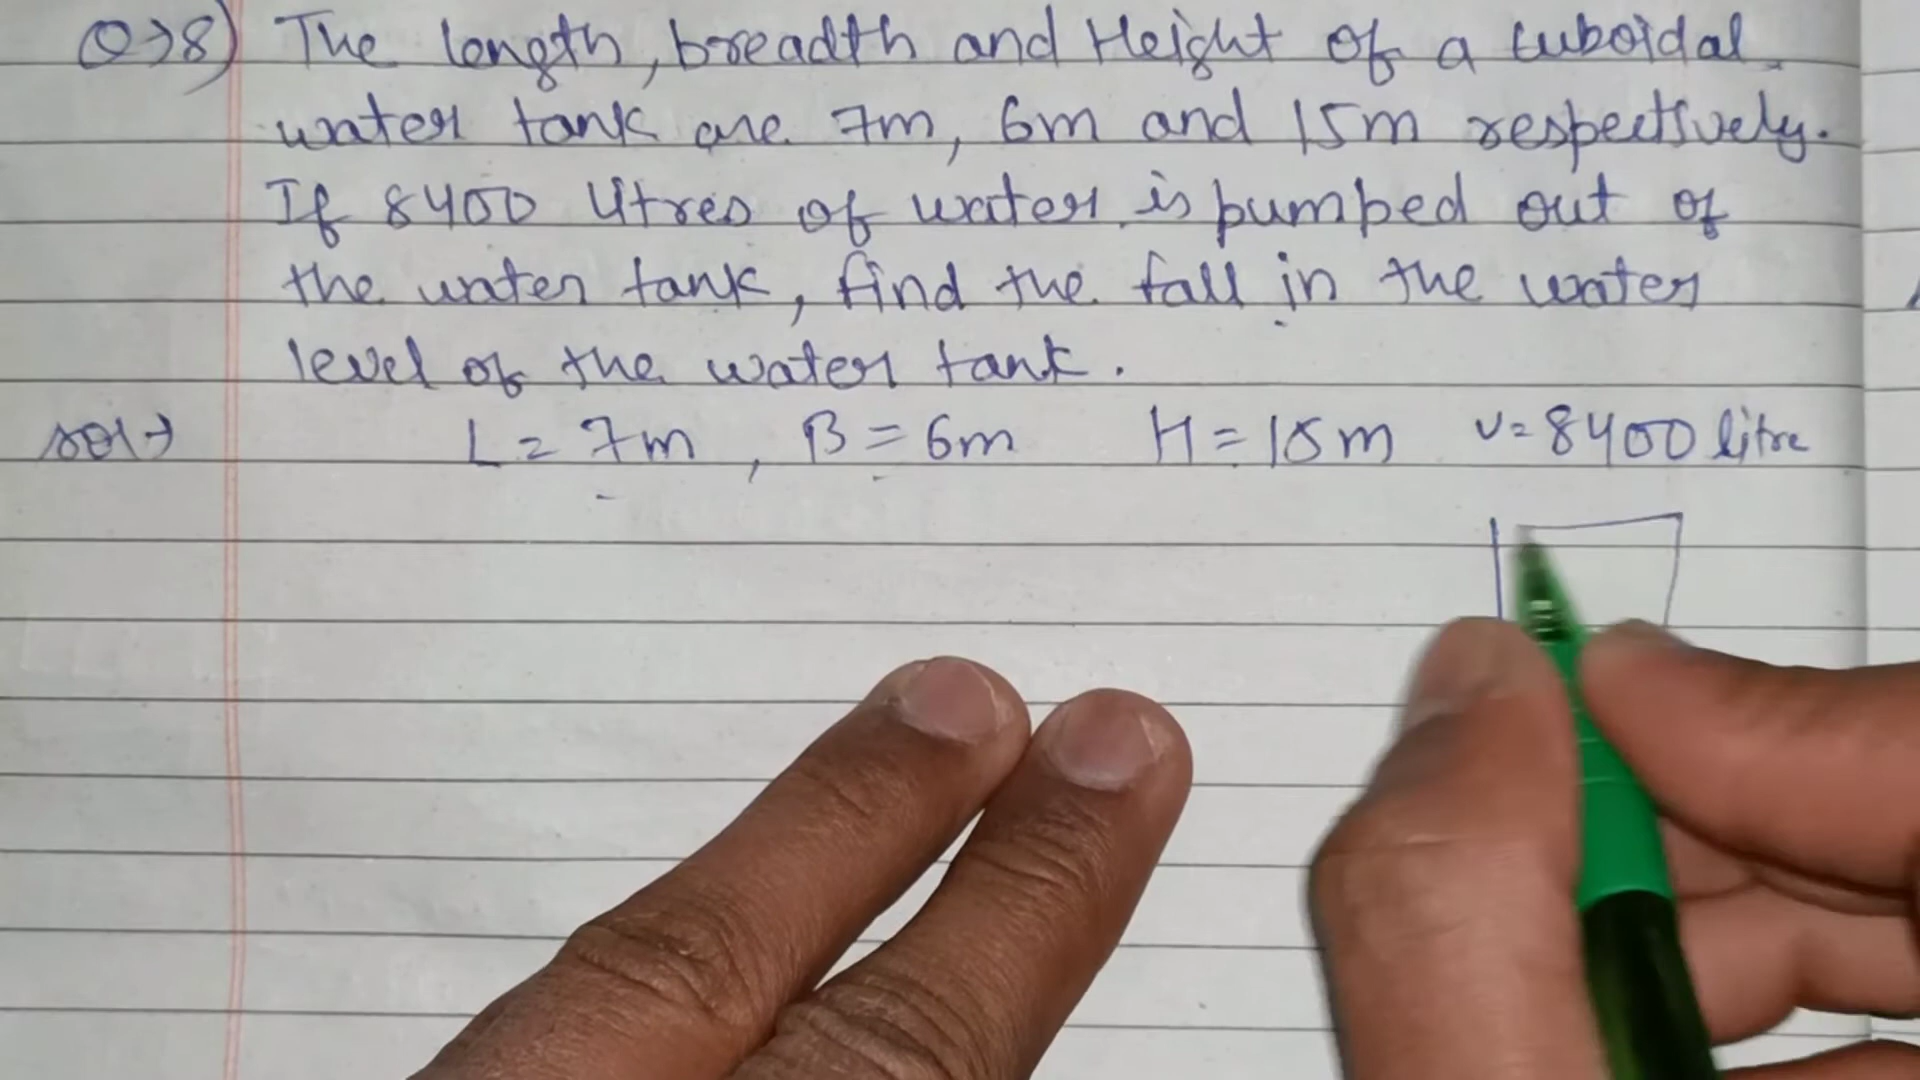 Q→8) The length, breadth and Height of a cuboidal
water tank are 7m, 6m and 15m respectively.
If 8400 litres of water is pumped out of
the water tank, find the fall in the water
level of the water tank.
sol→ L = 7m, B = 6m H = 15m V = 8400 litre